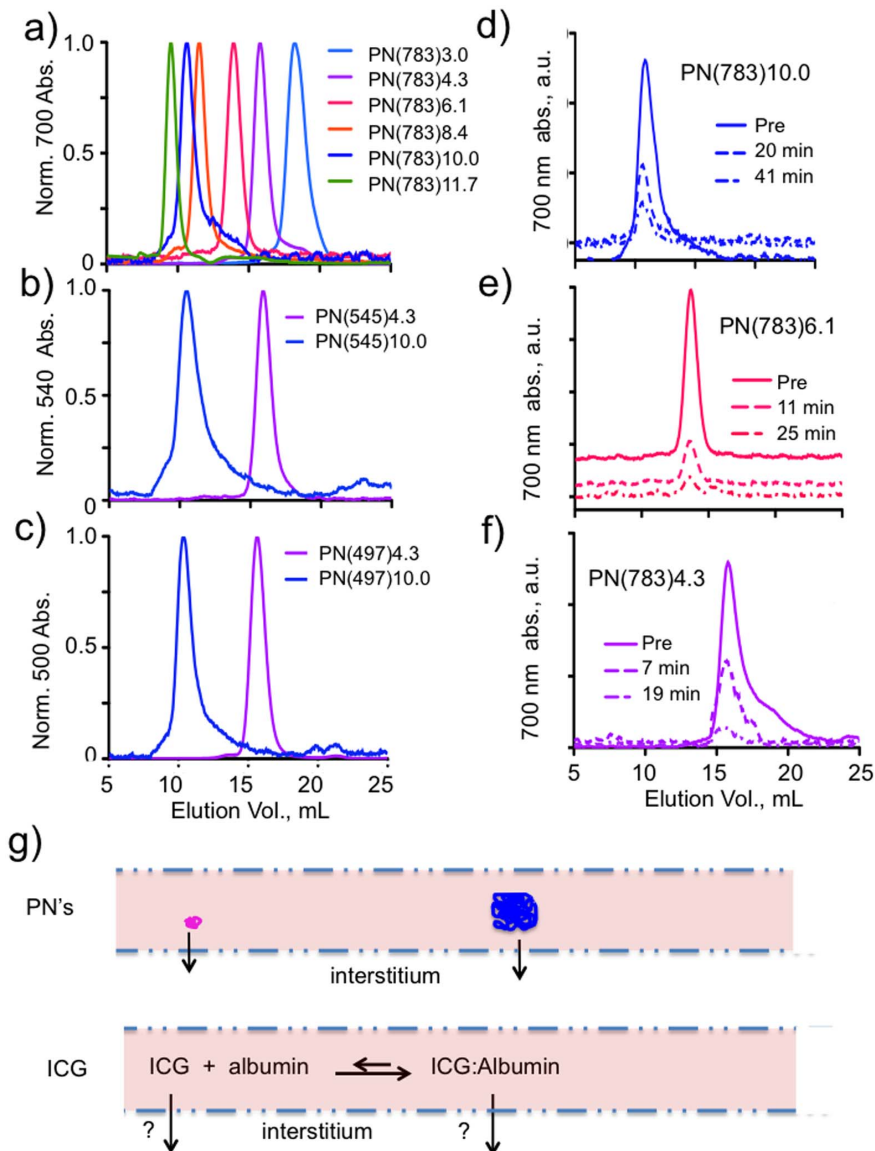 a)
Norm. 700 Abs.
1.0
0.5
0
PN(783)3.0
PN(783)4.3
PN(783)6.1
PN(783)8.4
PN(783)10.0
PN(783)11.7
b)
Norm. 540 Abs.
1.0
0.5
0
PN(545)4.3
PN(545)10.0
c)
Norm. 500 Abs.
1.0
0.5
0
PN(497)4.3
PN(497)10.0
5 10 15 20 25
Elution Vol., mL
d)
700 nm abs., a.u.
PN(783)10.0
Pre
20 min
41 min
e)
700 nm abs., a.u.
PN(783)6.1
Pre
11 min
25 min
f)
700 nm abs., a.u.
PN(783)4.3
Pre
7 min
19 min
5 10 15 20 25
Elution Vol., mL
g)
PN's
interstitium
ICG
ICG + albumin ICG:Albumin
? interstitium ?